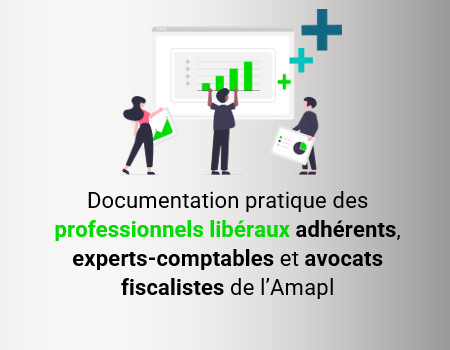 Documentation pratique des
professionnels libéraux adhérents,
experts-comptables et avocats
fiscalistes de l’Amapl